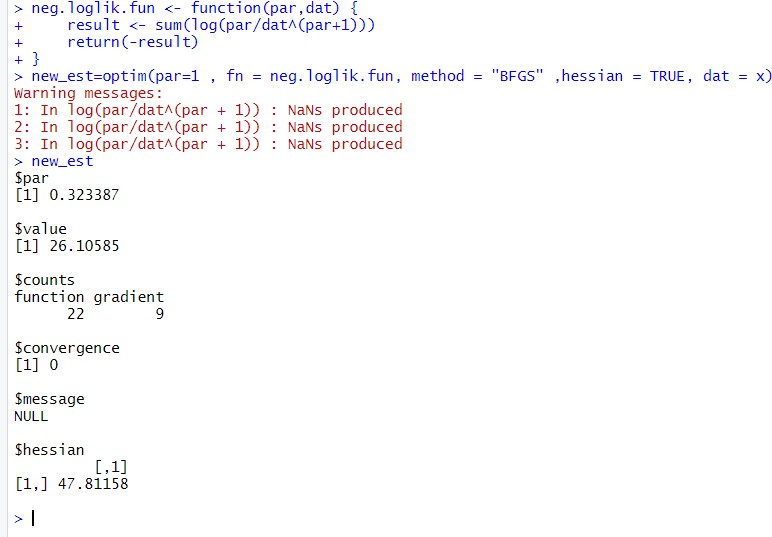 > neg.loglik.fun <- function(par,dat) {
+     result <- sum(log(par/dat^(par+1)))
+     return(-result)
+ }
> new_est=optim(par=1 , fn = neg.loglik.fun, method = "BFGS" ,hessian = TRUE, dat = x)
Warning messages:
1: In log(par/dat^(par + 1)) : NaNs produced
2: In log(par/dat^(par + 1)) : NaNs produced
3: In log(par/dat^(par + 1)) : NaNs produced
> new_est
$par
[1] 0.323387

$value
[1] 26.10585

$counts
function gradient
      22        9

$convergence
[1] 0

$message
NULL

$hessian
         [,1]
[1,] 47.81158

>